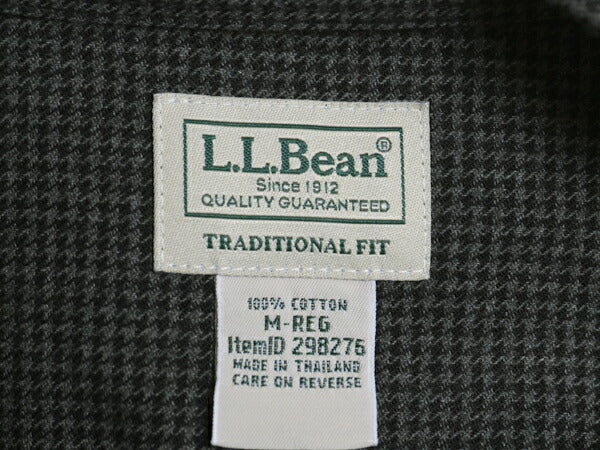 L.L.Bean®
Since 1912
QUALITY GUARANTEED
TRADITIONAL FIT
100% COTTON
M-REG
ItemID 298276
MADE IN THAILAND
CARE ON REVERSE